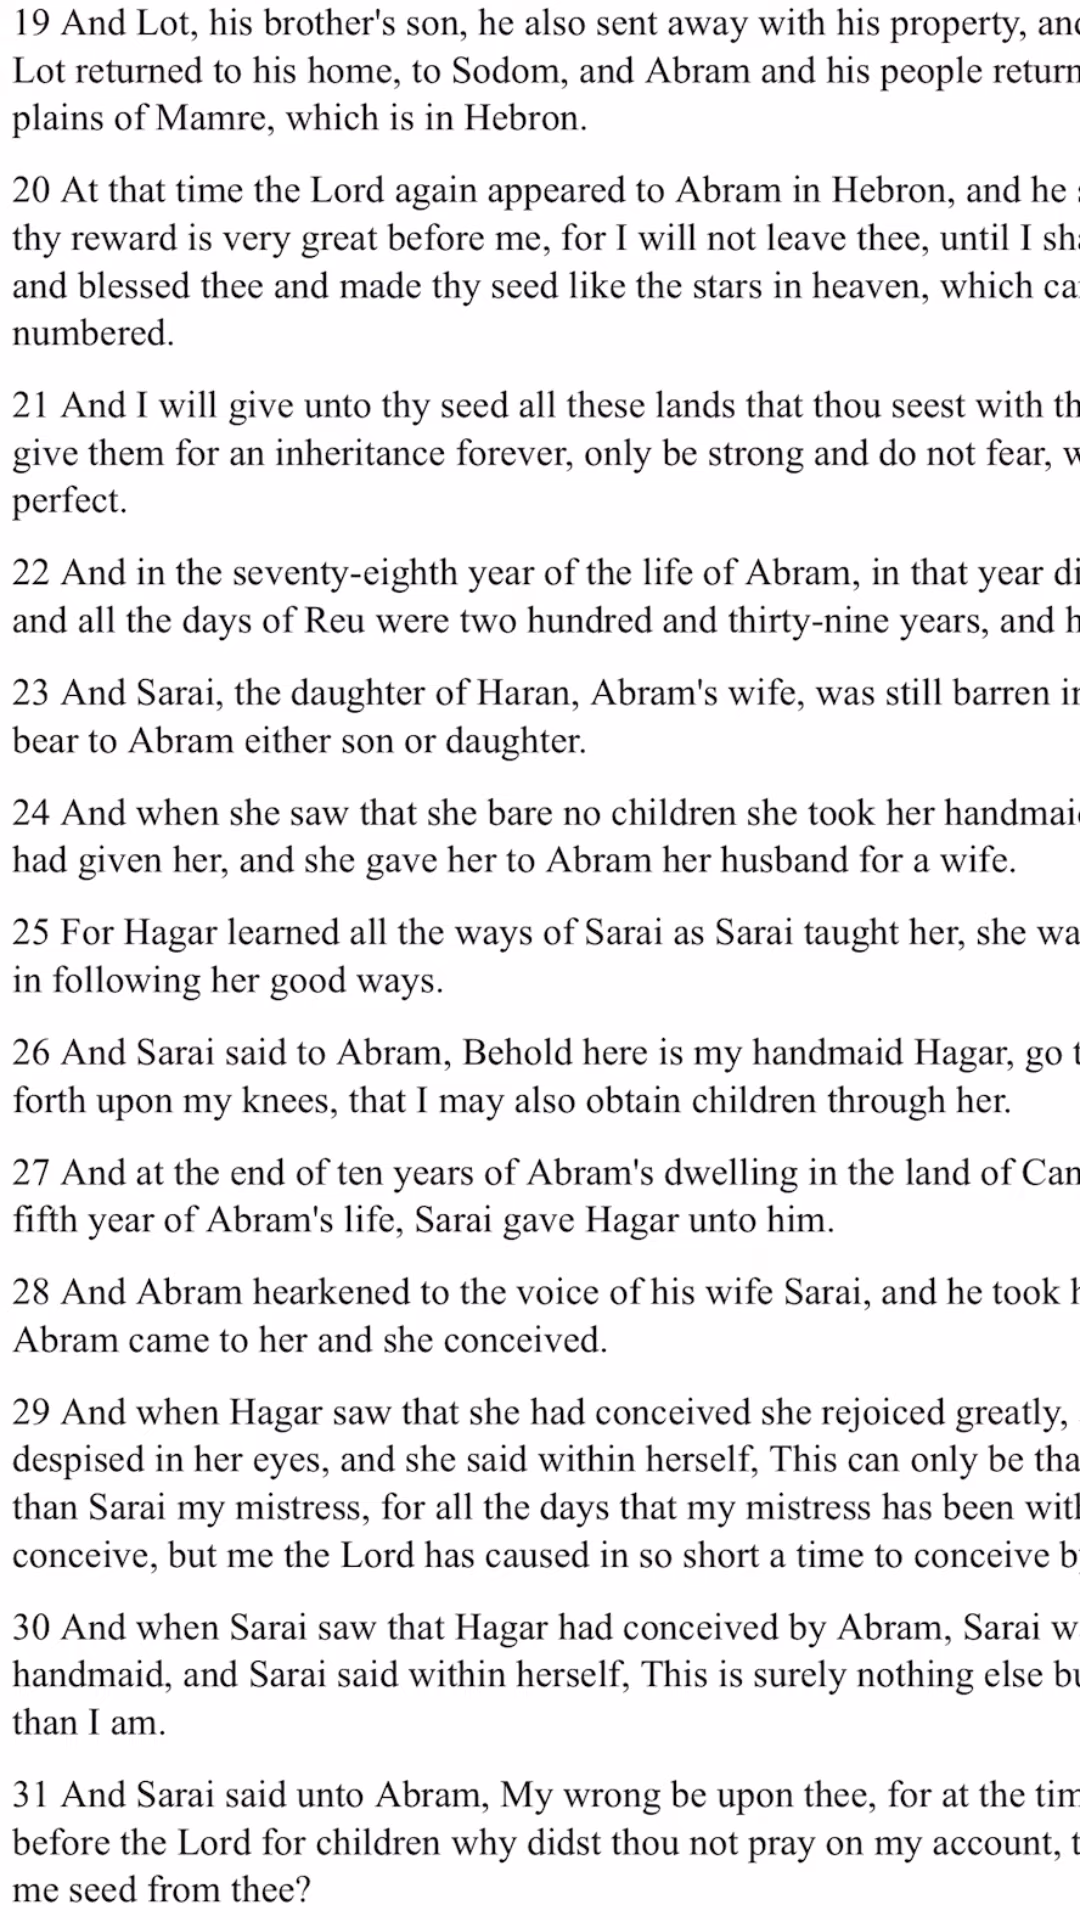 19 And Lot, his brother's son, he also sent away with his property, and
Lot returned to his home, to Sodom, and Abram and his people return
plains of Mamre, which is in Hebron.
20 At that time the Lord again appeared to Abram in Hebron, and he
thy reward is very great before me, for I will not leave thee, until I sha
and blessed thee and made thy seed like the stars in heaven, which ca
numbered.
21 And I will give unto thy seed all these lands that thou seest with th
give them for an inheritance forever, only be strong and do not fear, w
perfect.
22 And in the seventy-eighth year of the life of Abram, in that year di
and all the days of Reu were two hundred and thirty-nine years, and h
23 And Sarai, the daughter of Haran, Abram's wife, was still barren in
bear to Abram either son or daughter.
24 And when she saw that she bare no children she took her handmaid
had given her, and she gave her to Abram her husband for a wife.
25 For Hagar learned all the ways of Sarai as Sarai taught her, she wa
in following her good ways.
26 And Sarai said to Abram, Behold here is my handmaid Hagar, go t
forth upon my knees, that I may also obtain children through her.
27 And at the end of ten years of Abram's dwelling in the land of Can
fifth year of Abram's life, Sarai gave Hagar unto him.
28 And Abram hearkened to the voice of his wife Sarai, and he took h
Abram came to her and she conceived.
29 And when Hagar saw that she had conceived she rejoiced greatly,
despised in her eyes, and she said within herself, This can only be tha
than Sarai my mistress, for all the days that my mistress has been with
conceive, but me the Lord has caused in so short a time to conceive b
30 And when Sarai saw that Hagar had conceived by Abram, Sarai w
handmaid, and Sarai said within herself, This is surely nothing else bu
than I am.
31 And Sarai said unto Abram, My wrong be upon thee, for at the tim
before the Lord for children why didst thou not pray on my account, t
me seed from thee?